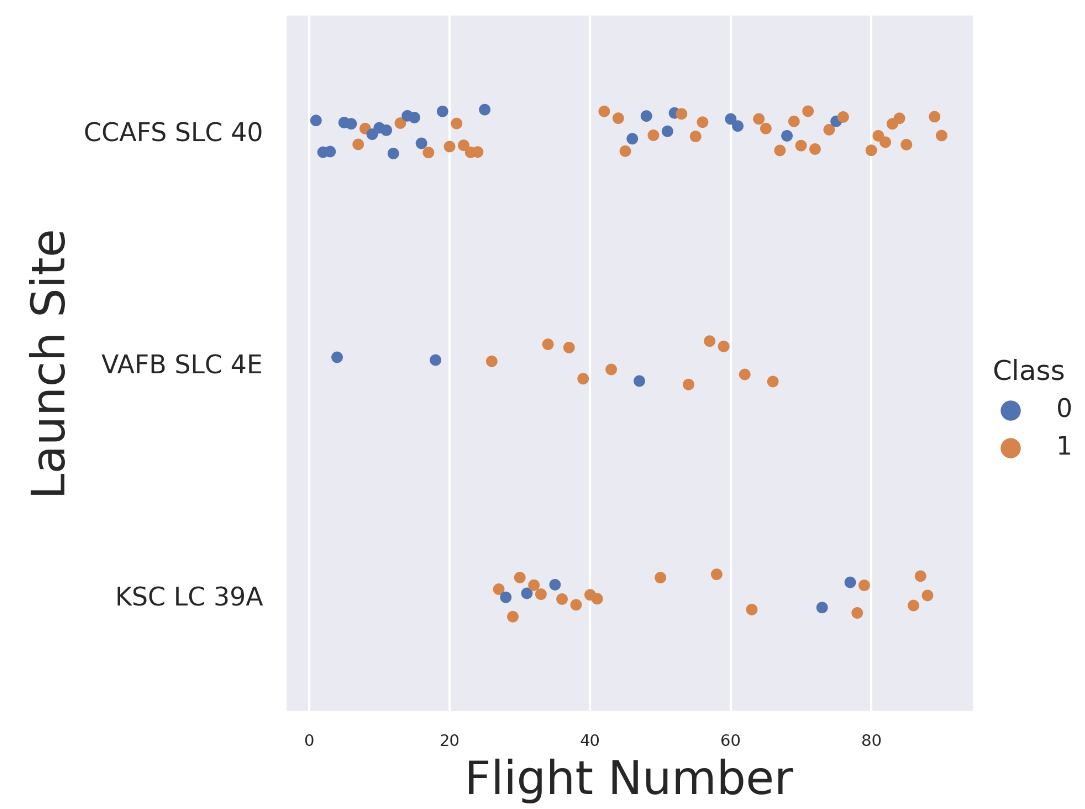 CCAFS SLC 40
VAFB SLC 4E
KSC LC 39A
Launch Site
0 20 40 60 80
Flight Number
Class
0
1